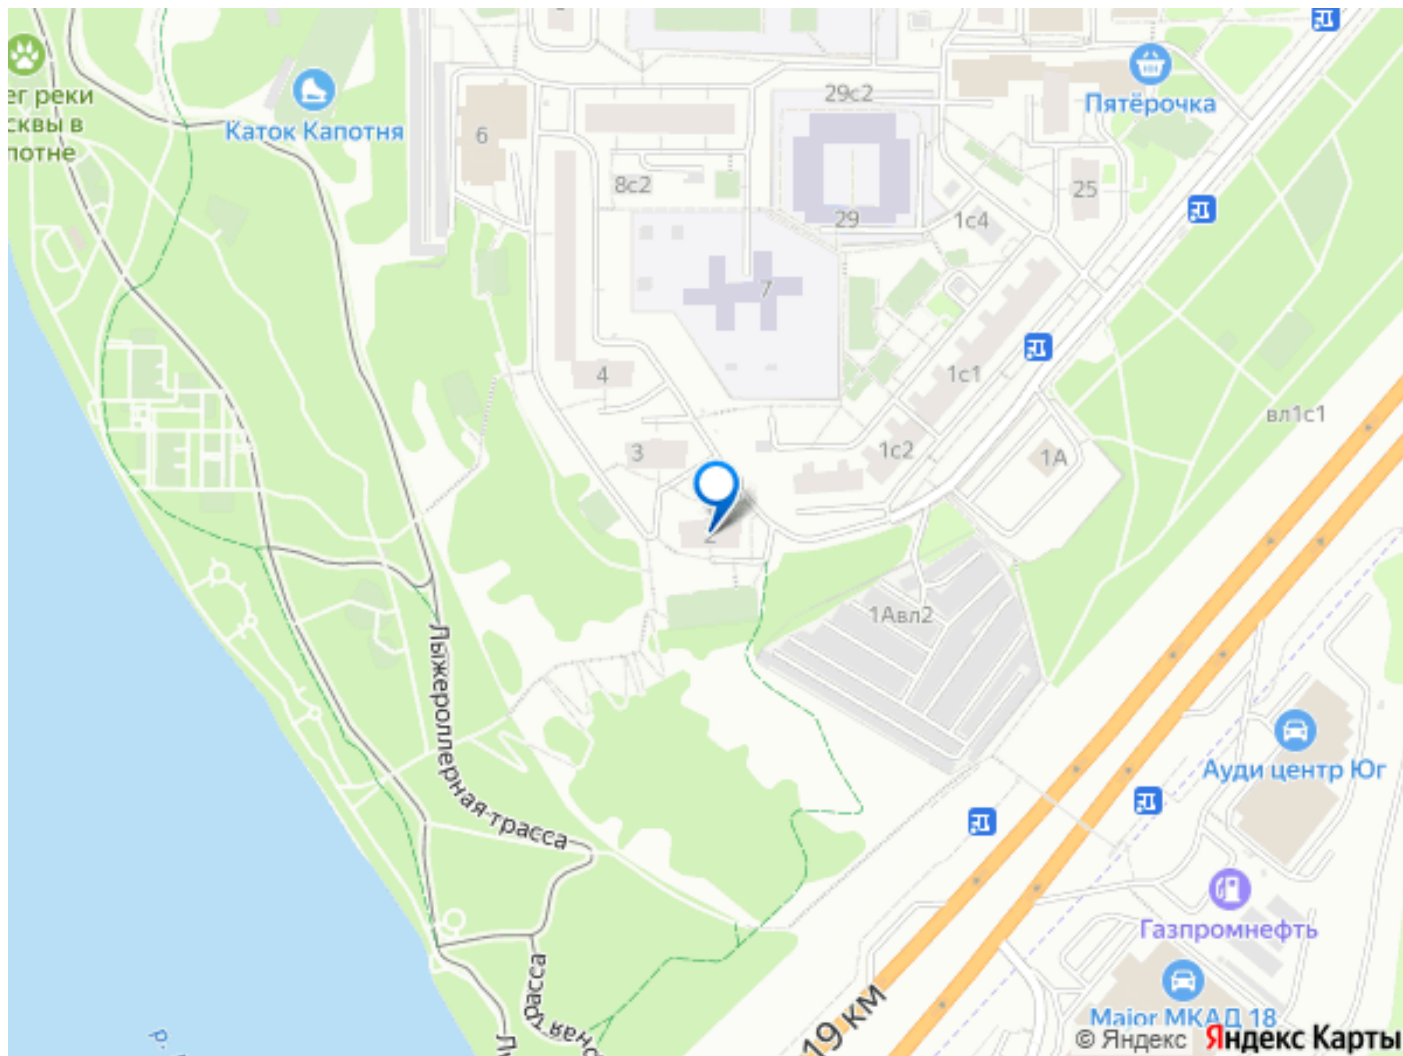 Пятёрочка
29с2
ег реки
сквы в
потне
Каток Капотня
6
8с2
25
29
1с4
7
4
1с1
вл1с1
3
1с2
1А
2
1Авл2
Лыжероллерная трасса
Ауди центр Юг
Газпромнефть
трасса
19 км
Major МКАД 18
р.
© Яндекс Яндекс Карты